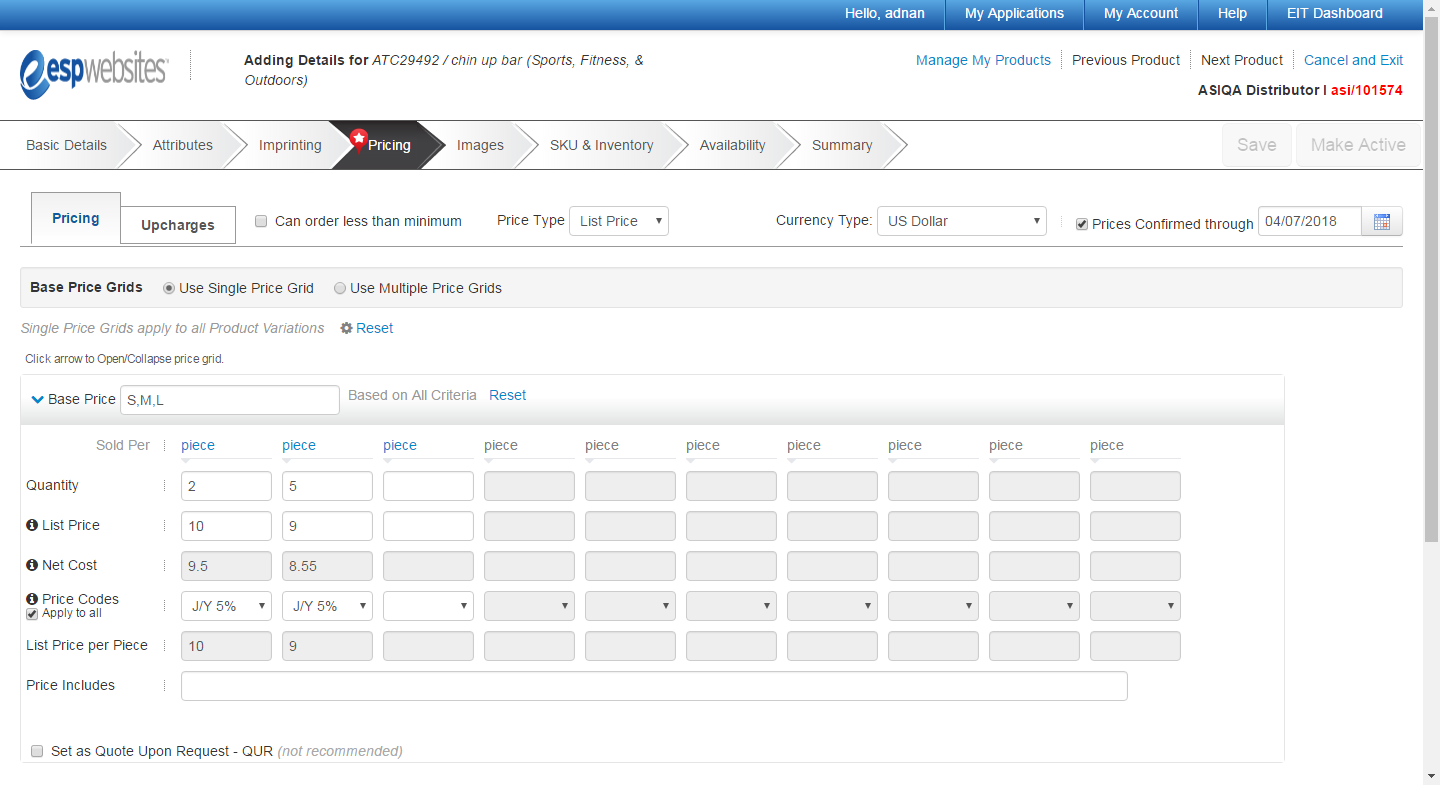 Hello, adnan My Applications My Account Help EIT Dashboard
espwebsites
Adding Details for ATC29492 / chin up bar (Sports, Fitness, &
Outdoors)
Manage My Products Previous Product Next Product Cancel and Exit
ASIQA Distributor I asi/101574
Basic Details Attributes Imprinting Pricing Images SKU & Inventory Availability Summary Save Make Active
Pricing Upcharges Can order less than minimum Price Type List Price Currency Type: US Dollar Prices Confirmed through 04/07/2018
Base Price Grids Use Single Price Grid Use Multiple Price Grids
Single Price Grids apply to all Product Variations Reset
Click arrow to Open/Collapse price grid.
Base Price S,M,L Based on All Criteria Reset
Sold Per piece piece piece piece piece piece piece piece piece piece
Quantity 2 5
List Price 10 9
Net Cost 9.5 8.55
Price Codes J/Y 5% J/Y 5%
Apply to all
List Price per Piece 10 9
Price Includes
Set as Quote Upon Request - QUR (not recommended)